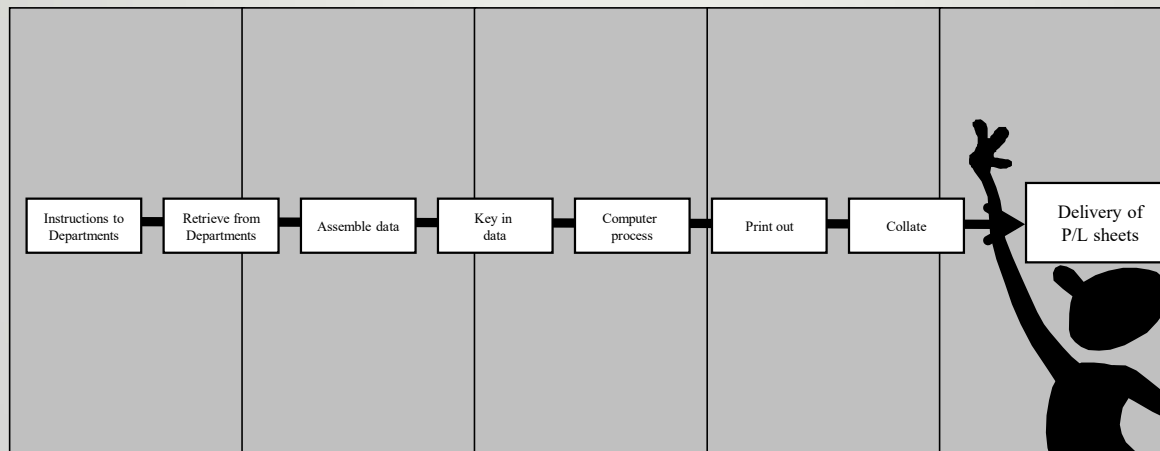 Instructions to
Departments
Retrieve from
Departments
Assemble data
Key in
data
Computer
process
Print out
Collate
Delivery of
P/L sheets